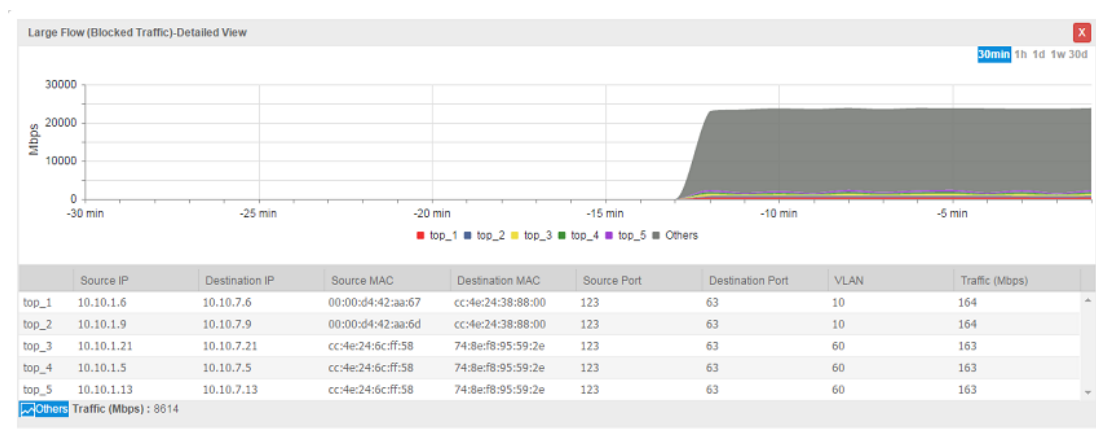 Large Flow (Blocked Traffic)-Detailed View X
30min 1h 1d 1w 30d
30000
20000
10000
0
Mbps
-30 min -25 min -20 min -15 min -10 min -5 min
top_1 top_2 top_3 top_4 top_5 Others
Source IP Destination IP Source MAC Destination MAC Source Port Destination Port VLAN Traffic (Mbps)
top_1 10.10.1.6 10.10.7.6 00:00:d4:42:aa:67 cc:4e:24:38:88:00 123 63 10 164
top_2 10.10.1.9 10.10.7.9 00:00:d4:42:aa:6d cc:4e:24:38:88:00 123 63 10 164
top_3 10.10.1.21 10.10.7.21 cc:4e:24:6c:ff:58 74:8e:f8:95:59:2e 123 63 60 163
top_4 10.10.1.5 10.10.7.5 cc:4e:24:6c:ff:58 74:8e:f8:95:59:2e 123 63 60 163
top_5 10.10.1.13 10.10.7.13 cc:4e:24:6c:ff:58 74:8e:f8:95:59:2e 123 63 60 163
Others Traffic (Mbps) : 8614